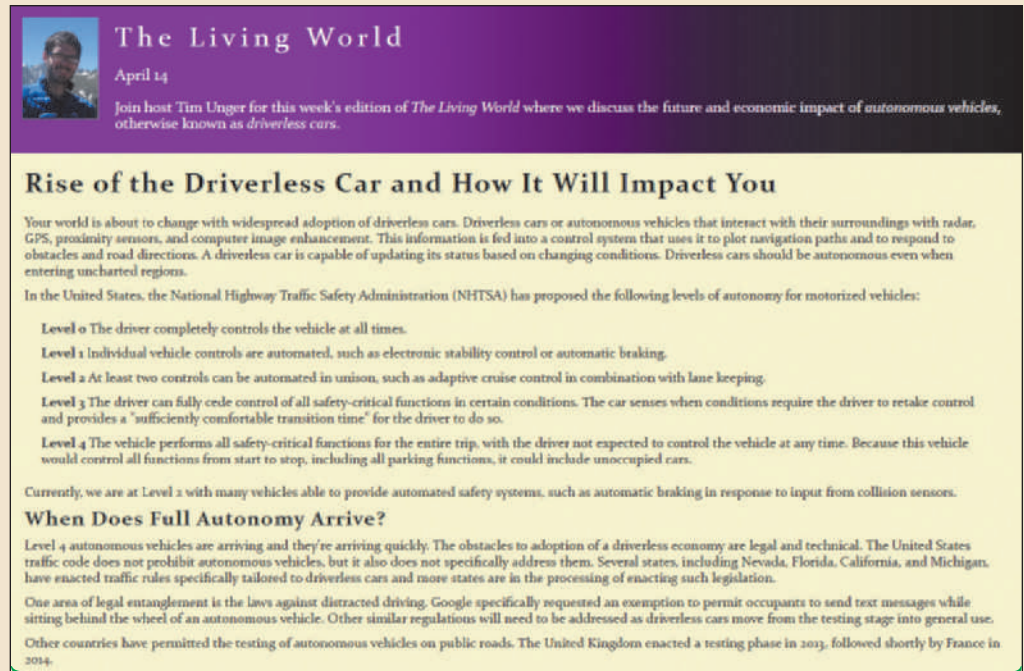 The Living World
April 14
Join host Tim Unger for this week's edition of The Living World where we discuss the future and economic impact of autonomous vehicles,
otherwise known as driverless cars.
Rise of the Driverless Car and How It Will Impact You
Your world is about to change with widespread adoption of driverless cars. Driverless cars or autonomous vehicles that interact with their surroundings with radar,
GPS, proximity sensors, and computer image enhancement. This information is fed into a control system that uses it to plot navigation paths and to respond to
obstacles and road directions. A driverless car is capable of updating its status based on changing conditions. Driverless cars should be autonomous even when
entering uncharted regions.
In the United States, the National Highway Traffic Safety Administration (NHTSA) has proposed the following levels of autonomy for motorized vehicles:
Level 0 The driver completely controls the vehicle at all times.
Level 1 Individual vehicle controls are automated, such as electronic stability control or automatic braking.
Level 2 At least two controls can be automated in unison, such as adaptive cruise control in combination with lane keeping.
Level 3 The driver can fully cede control of all safety-critical functions in certain conditions. The car senses when conditions require the driver to retake control
and provides a "sufficiently comfortable transition time" for the driver to do so.
Level 4 The vehicle performs all safety-critical functions for the entire trip, with the driver not expected to control the vehicle at any time. Because this vehicle
would control all functions from start to stop, including all parking functions, it could include unoccupied cars.
Currently, we are at Level 2 with many vehicles able to provide automated safety systems, such as automatic braking in response to input from collision sensors.
When Does Full Autonomy Arrive?
Level 4 autonomous vehicles are arriving and they're arriving quickly. The obstacles to adoption of a driverless economy are legal and technical. The United States
traffic code does not prohibit autonomous vehicles, but it also does not specifically address them. Several states, including Nevada, Florida, California, and Michigan,
have enacted traffic rules specifically tailored to driverless cars and more states are in the processing of enacting such legislation.
One area of legal entanglement is the laws against distracted driving. Google specifically requested an exemption to permit occupants to send text messages while
sitting behind the wheel of an autonomous vehicle. Other similar regulations will need to be addressed as driverless cars move from the testing stage into general use.
Other countries have permitted the testing of autonomous vehicles on public roads. The United Kingdom enacted a testing phase in 2013, followed shortly by France in
2014.